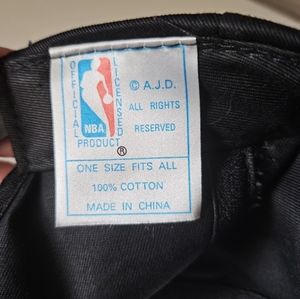 OFFICIAL
LICENSED
NBA
PRODUCT
®
© A.J.D.
ALL RIGHTS
RESERVED
ONE SIZE FITS ALL
100% COTTON
MADE IN CHINA